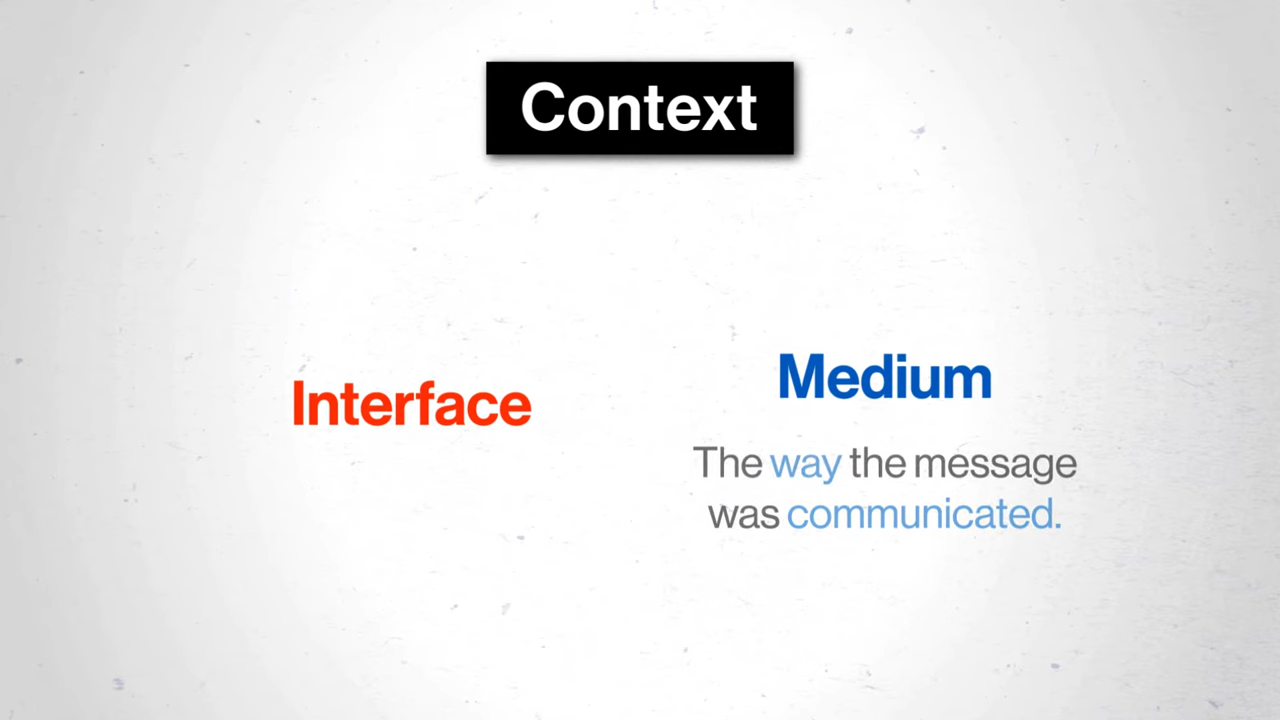 Context
Interface
Medium
The way the message
was communicated.